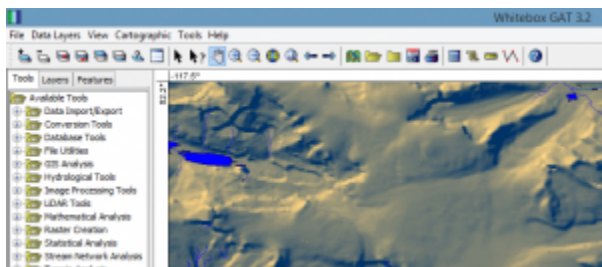 Whitebox GAT 3.2
File Data Layers View Cartographic Tools Help
Tools Layers Features
-117.5°
Available Tools
Data Import/Export
Conversion Tools
Database Tools
File Utilities
GIS Analysis
Hydrological Tools
Image Processing Tools
LiDAR Tools
Mathematical Analysis
Raster Creation
Statistical Analysis
Stream Network Analysis